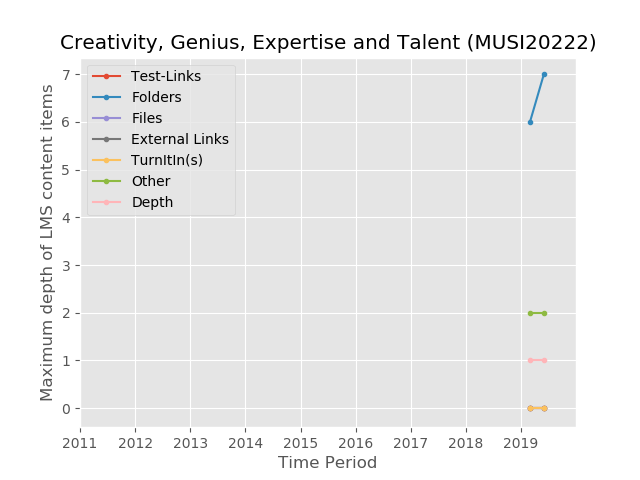 Creativity, Genius, Expertise and Talent (MUSI20222)
Test-Links
Folders
Files
External Links
TurnItIn(s)
Other
Depth
Maximum depth of LMS content items
7
6
5
4
3
2
1
0
2011 2012 2013 2014 2015 2016 2017 2018 2019
Time Period